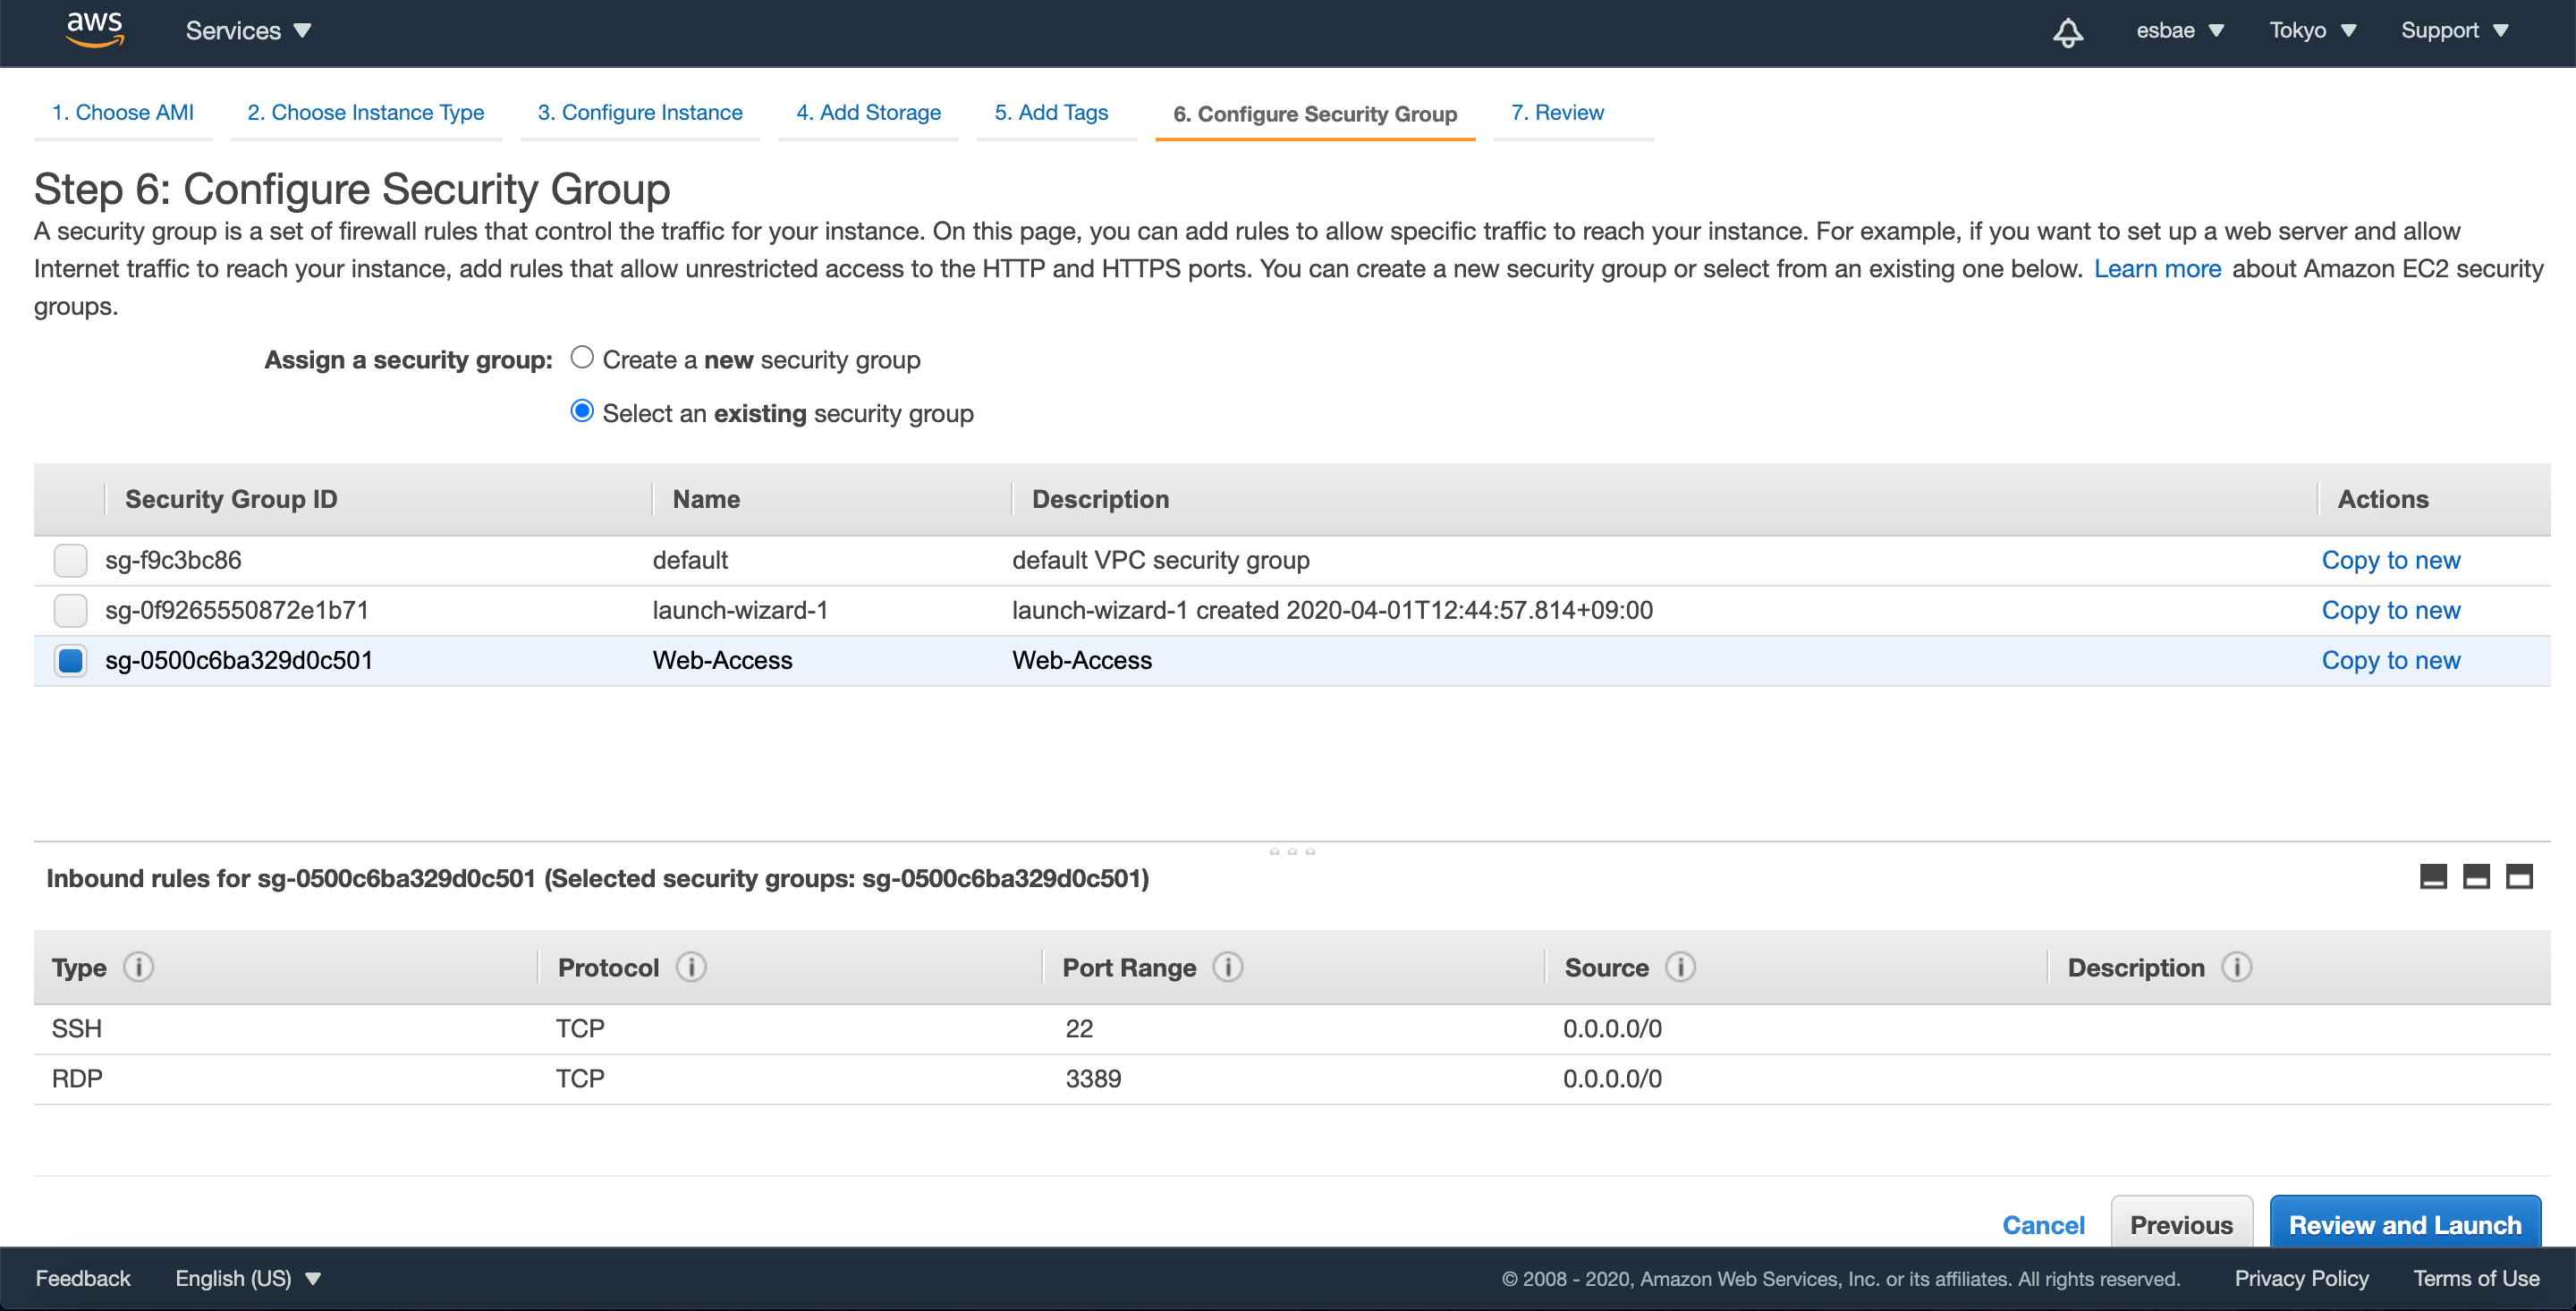 aws Services esbae Tokyo Support
1. Choose AMI 2. Choose Instance Type 3. Configure Instance 4. Add Storage 5. Add Tags 6. Configure Security Group 7. Review
Step 6: Configure Security Group
A security group is a set of firewall rules that control the traffic for your instance. On this page, you can add rules to allow specific traffic to reach your instance. For example, if you want to set up a web server and allow
Internet traffic to reach your instance, add rules that allow unrestricted access to the HTTP and HTTPS ports. You can create a new security group or select from an existing one below. Learn more about Amazon EC2 security
groups.
Assign a security group: Create a new security group
Select an existing security group
Security Group ID Name Description Actions
sg-f9c3bc86 default default VPC security group Copy to new
sg-0f9265550872e1b71 launch-wizard-1 launch-wizard-1 created 2020-04-01T12:44:57.814+09:00 Copy to new
sg-0500c6ba329d0c501 Web-Access Web-Access Copy to new
Inbound rules for sg-0500c6ba329d0c501 (Selected security groups: sg-0500c6ba329d0c501)
Type i Protocol i Port Range i Source i Description i
SSH TCP 22 0.0.0.0/0
RDP TCP 3389 0.0.0.0/0
Cancel Previous Review and Launch
Feedback English (US) © 2008 - 2020, Amazon Web Services, Inc. or its affiliates. All rights reserved. Privacy Policy Terms of Use